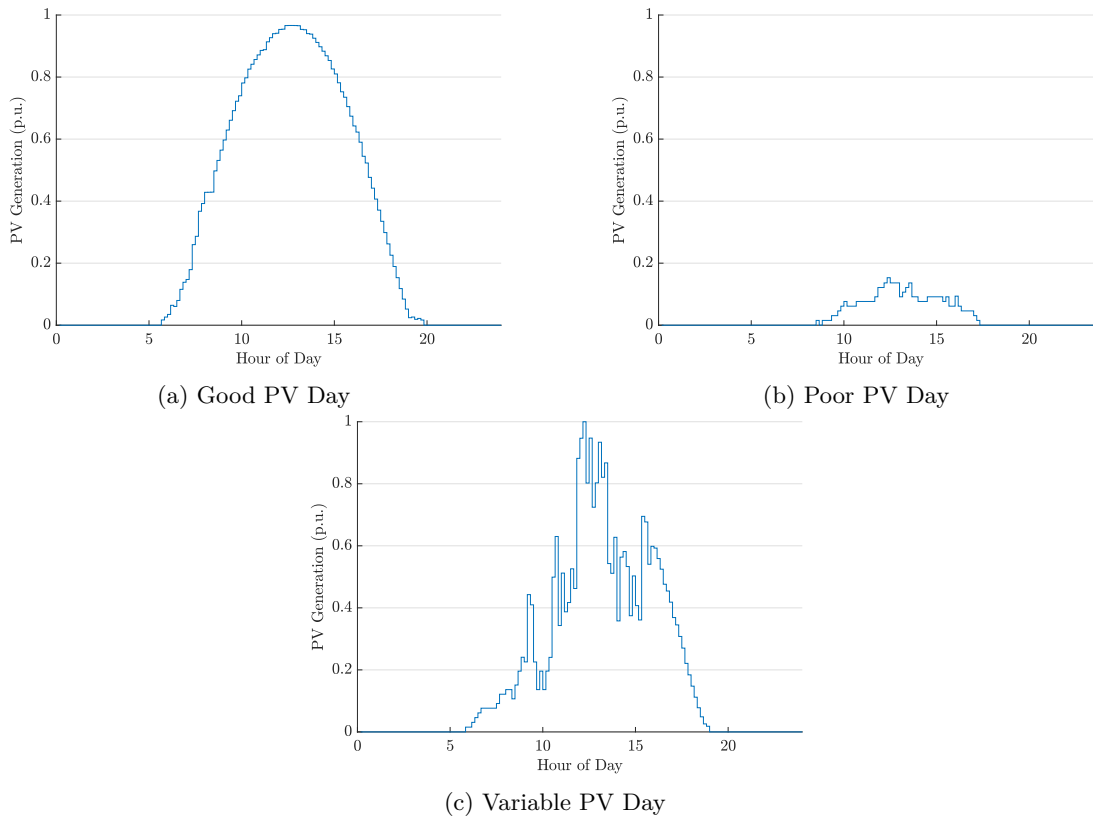 1
0.8
0.6
0.4
0.2
0
PV Generation (p.u.)
0 5 10 15 20
Hour of Day
(a) Good PV Day
1
0.8
0.6
0.4
0.2
0
PV Generation (p.u.)
0 5 10 15 20
Hour of Day
(b) Poor PV Day
1
0.8
0.6
0.4
0.2
0
PV Generation (p.u.)
0 5 10 15 20
Hour of Day
(c) Variable PV Day